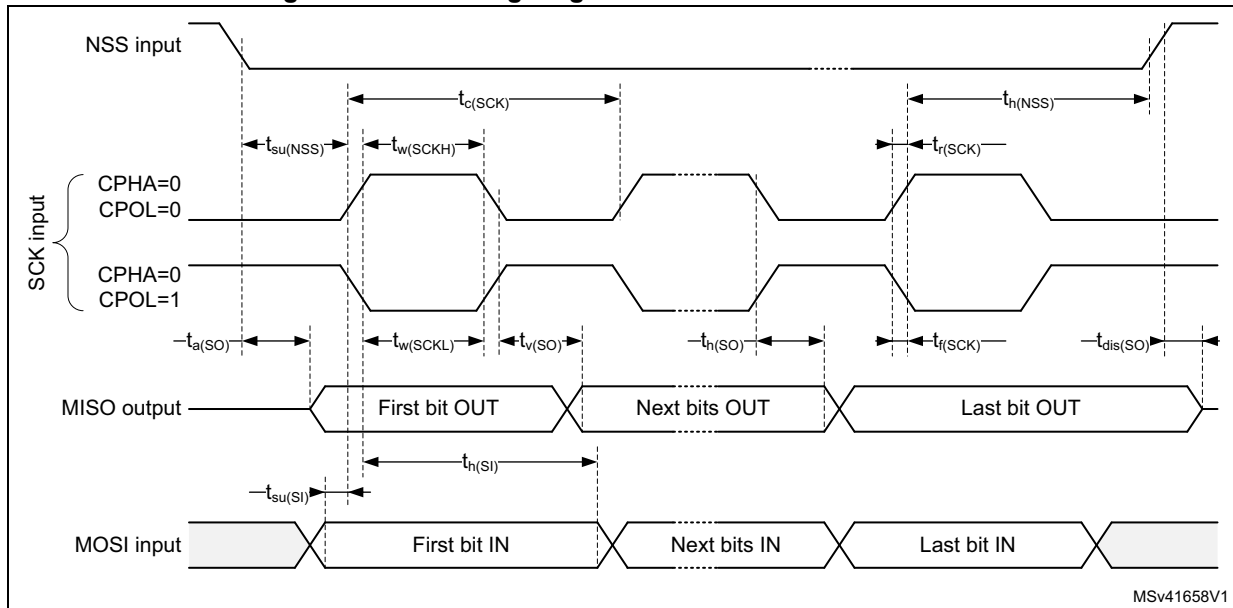 NSS input
tc(SCK)
th(NSS)
tsu(NSS)
tw(SCKH)
tr(SCK)
SCK input
CPHA=0
CPOL=0
CPHA=0
CPOL=1
ta(SO)
tw(SCKL)
tv(SO)
th(SO)
tf(SCK)
tdis(SO)
MISO output
First bit OUT
Next bits OUT
Last bit OUT
th(SI)
tsu(SI)
MOSI input
First bit IN
Next bits IN
Last bit IN
MSv41658V1